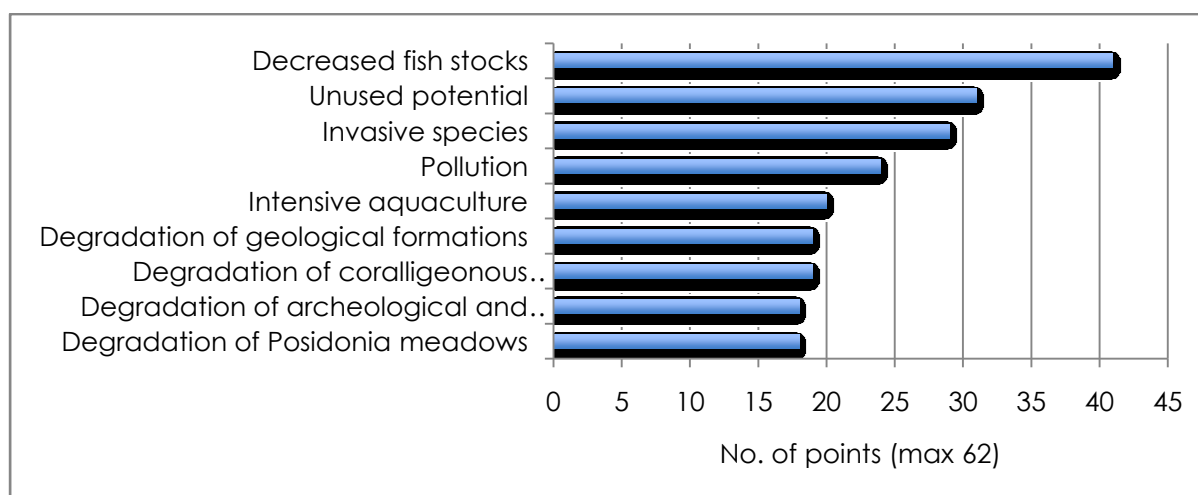 Decreased fish stocks
Unused potential
Invasive species
Pollution
Intensive aquaculture
Degradation of geological formations
Degradation of coralligeonous..
Degradation of archeological and..
Degradation of Posidonia meadows
0 5 10 15 20 25 30 35 40 45
No. of points (max 62)